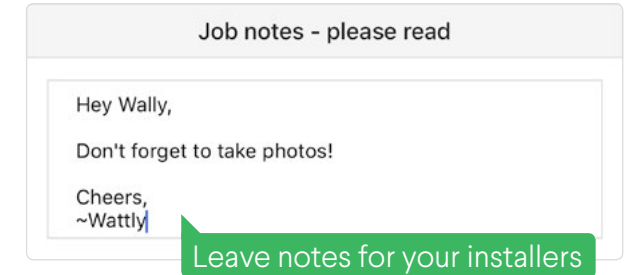 Job notes - please read
Hey Wally,
Don't forget to take photos!
Cheers,
~Wattly
Leave notes for your installers